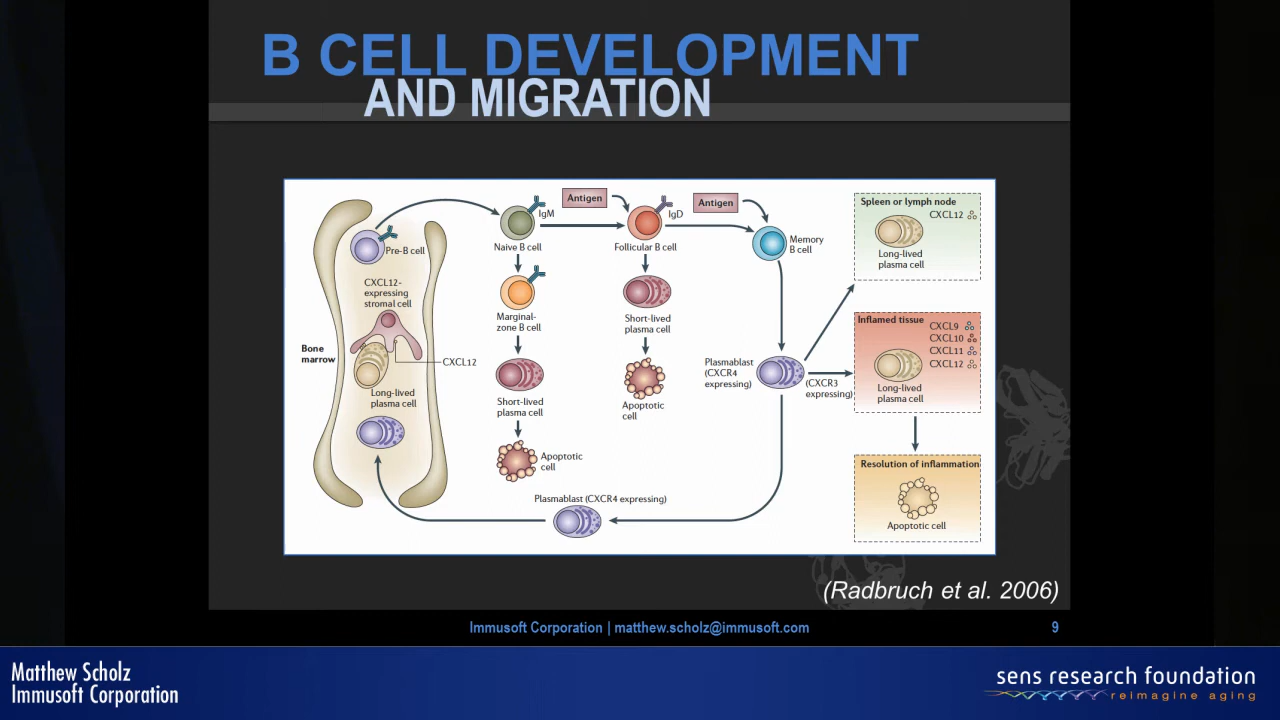 B CELL DEVELOPMENT
AND MIGRATION
Pre-B cell
CXCL12-
expressing
stromal cell
Bone
marrow
CXCL12
Long-lived
plasma cell
IgM
Naive B cell
Marginal-
zone B cell
Short-lived
plasma cell
Apoptotic
cell
Antigen
IgD
Follicular B cell
Short-lived
plasma cell
Apoptotic
cell
Antigen
Memory
B cell
Plasmablast
(CXCR4
expressing)
(CXCR3
expressing)
Plasmablast (CXCR4 expressing)
Spleen or lymph node
CXCL12
Long-lived
plasma cell
Inflamed tissue
CXCL9
CXCL10
CXCL11
CXCL12
Long-lived
plasma cell
Resolution of inflammation
Apoptotic cell
(Radbruch et al. 2006)
Immusoft Corporation | matthew.scholz@immusoft.com
9
Matthew Scholz
Immusoft Corporation
sens research foundation
reimagine aging